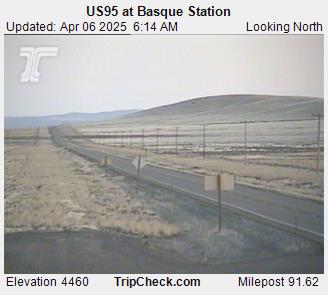 US95 at Basque Station
Updated: Apr 06 2025 6:14 AM Looking North
Elevation 4460 TripCheck.com Milepost 91.62